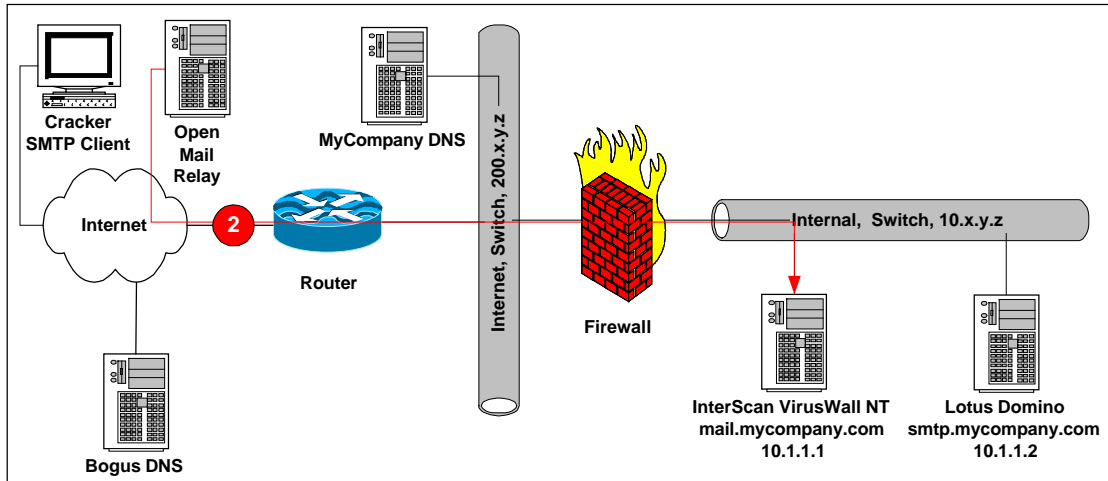 Cracker
SMTP Client
Open
Mail
Relay
MyCompany DNS
Internet, Switch, 200.x.y.z
Internet
2
Router
Firewall
Internal, Switch, 10.x.y.z
Bogus DNS
InterScan VirusWall NT
mail.mycompany.com
10.1.1.1
Lotus Domino
smtp.mycompany.com
10.1.1.2